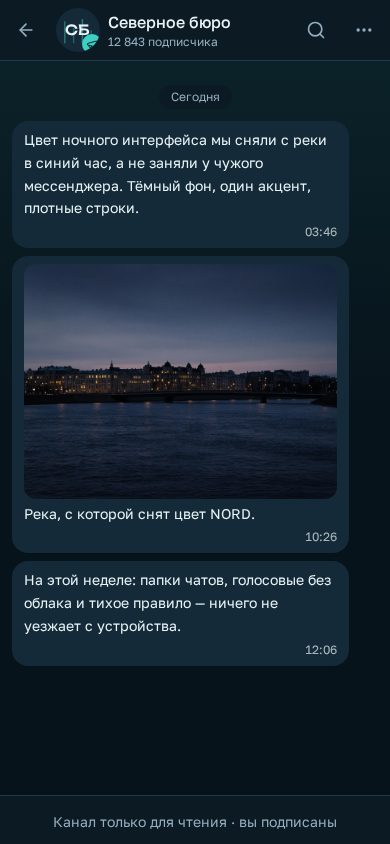 Северное бюро
СБ
12 843 подписчика
Сегодня
Цвет ночного интерфейса мы сняли с реки
в синий час, а не заняли у чужого
мессенджера. Тёмный фон, один акцент,
плотные строки.
03:46
Река, с которой снят цвет NORD.
10:26
На этой неделе: папки чатов, голосовые без
облака и тихое правило — ничего не
уезжает с устройства.
12:06
Канал только для чтения · вы подписаны